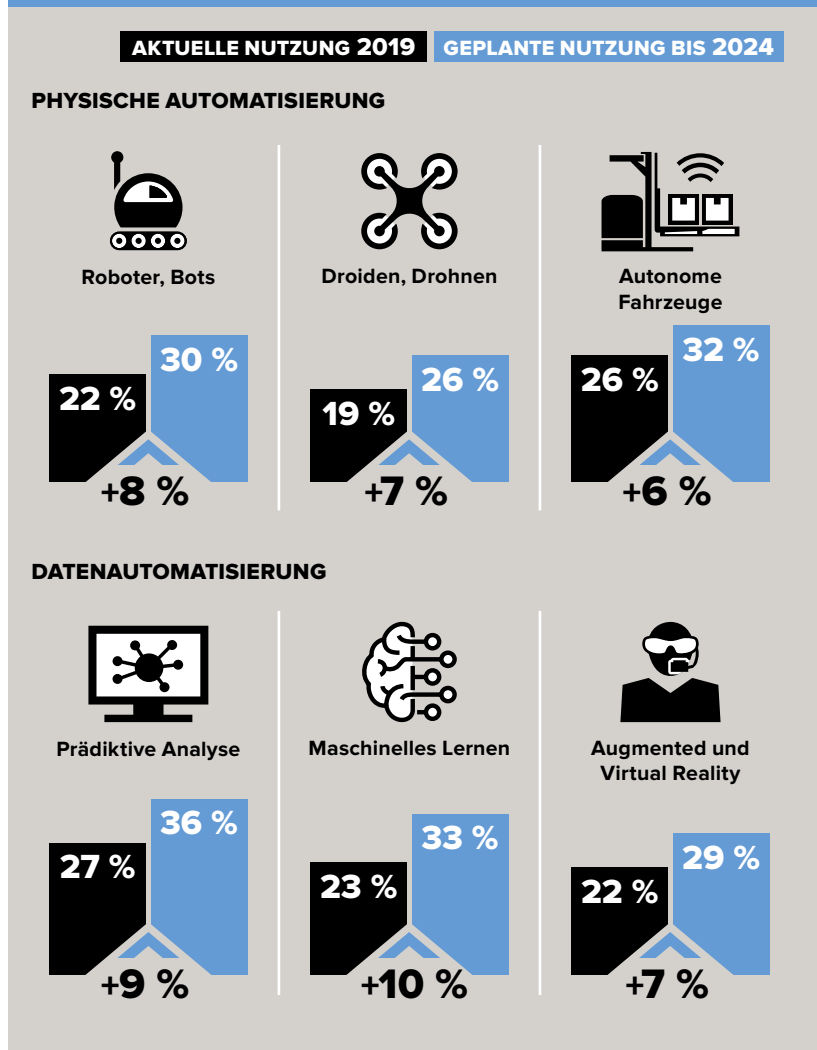 AKTUELLE NUTZUNG 2019 GEPLANTE NUTZUNG BIS 2024
PHYSISCHE AUTOMATISIERUNG
Roboter, Bots
22 %
30 %
+8 %
Droiden, Drohnen
19 %
26 %
+7 %
Autonome
Fahrzeuge
26 %
32 %
+6 %
DATENAUTOMATISIERUNG
Prädiktive Analyse
27 %
36 %
+9 %
Maschinelles Lernen
23 %
33 %
+10 %
Augmented und
Virtual Reality
22 %
29 %
+7 %